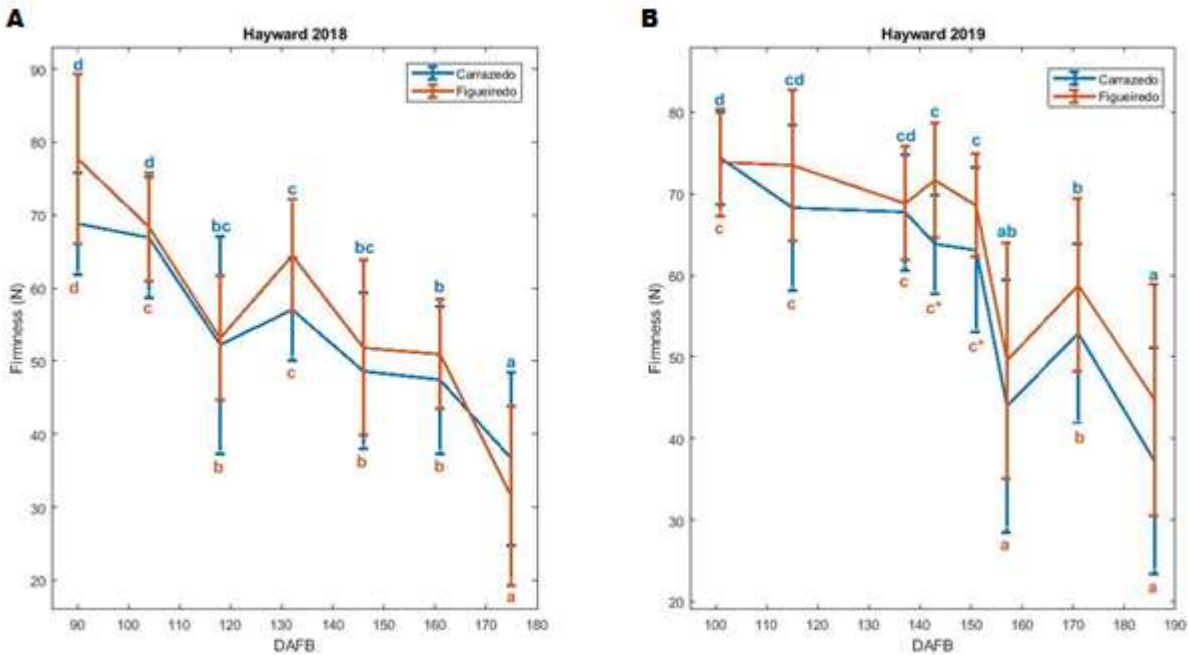 A
Hayward 2018
Carrazedo
Figueiredo
Firmness (N)
90
80
70
60
50
40
30
20
d
d
bc
c
bc
b
a
d
c
b
c
b
b
a
90 100 110 120 130 140 150 160 170 180
DAFB
B
Hayward 2019
Carrazedo
Figueiredo
Firmness (N)
80
70
60
50
40
30
20
d
cd
cd
c
c
ab
b
a
c
c
c
c*
c*
a
b
a
100 110 120 130 140 150 160 170 180 190
DAFB